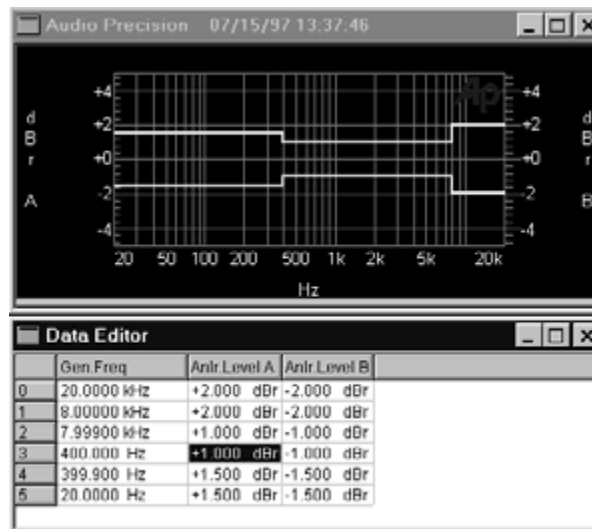 Audio Precision 07/15/97 13:37:46
Ap
+4 +4
d d
B +2 +2 B
r +0 +0 r
A -2 -2 B
-4 -4
20 50 100 200 500 1k 2k 5k 20k
Hz
Data Editor
Gen.Freq Anlr.Level A Anlr.Level B
0 20.0000 kHz +2.000 dBr -2.000 dBr
1 8.00000 kHz +2.000 dBr -2.000 dBr
2 7.99900 kHz +1.000 dBr -1.000 dBr
3 400.000 Hz +1.000 dBr -1.000 dBr
4 399.900 Hz +1.500 dBr -1.500 dBr
5 20.0000 Hz +1.500 dBr -1.500 dBr